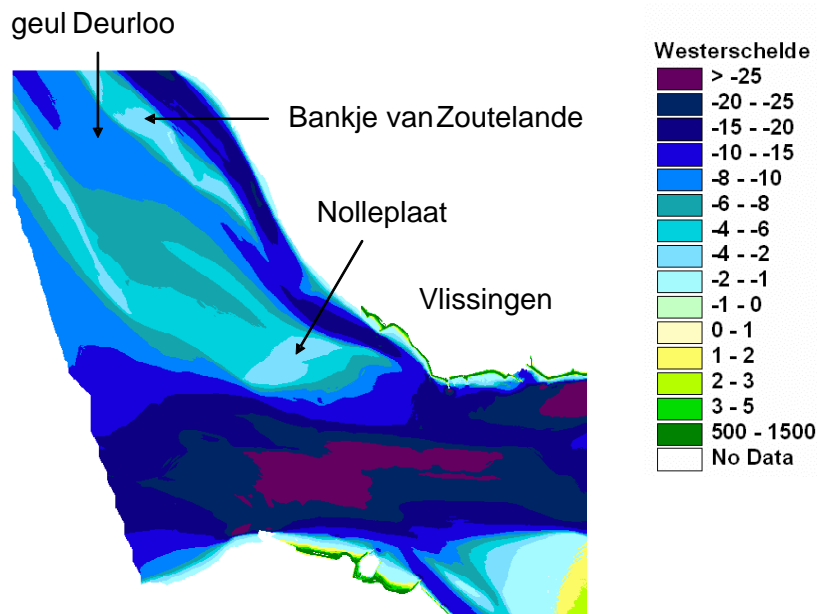 geul Deurloo
Bankje van Zoutelande
Nolleplaat
Vlissingen
Westerschelde
> -25
-20 - -25
-15 - -20
-10 - -15
-8 - -10
-6 - -8
-4 - -6
-4 - -2
-2 - -1
-1 - 0
0 - 1
1 - 2
2 - 3
3 - 5
500 - 1500
No Data